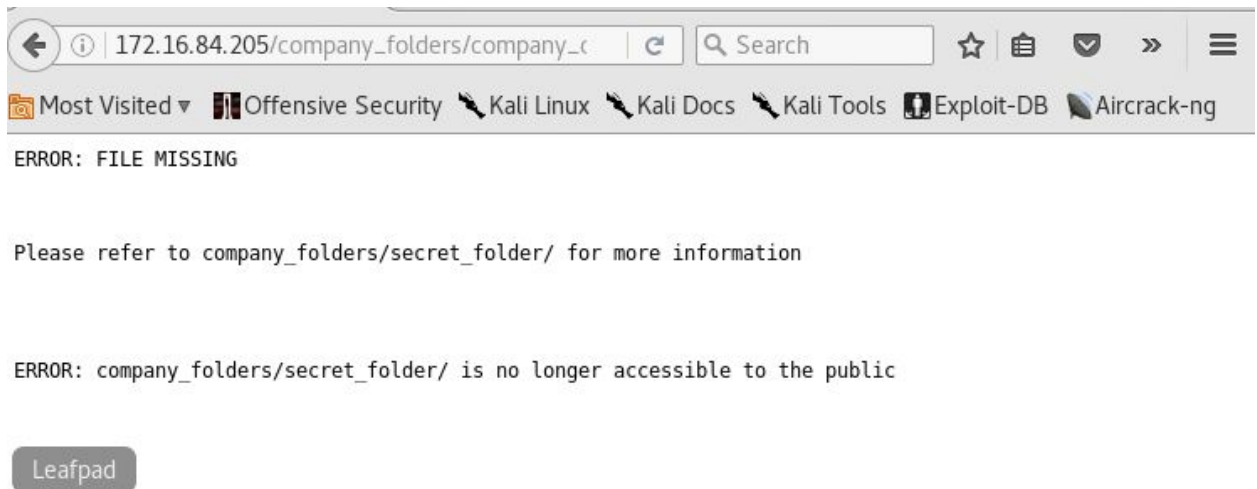 172.16.84.205/company_folders/company_c
Search
Most Visited Offensive Security Kali Linux Kali Docs Kali Tools Exploit-DB Aircrack-ng
ERROR: FILE MISSING
Please refer to company_folders/secret_folder/ for more information
ERROR: company_folders/secret_folder/ is no longer accessible to the public
Leafpad